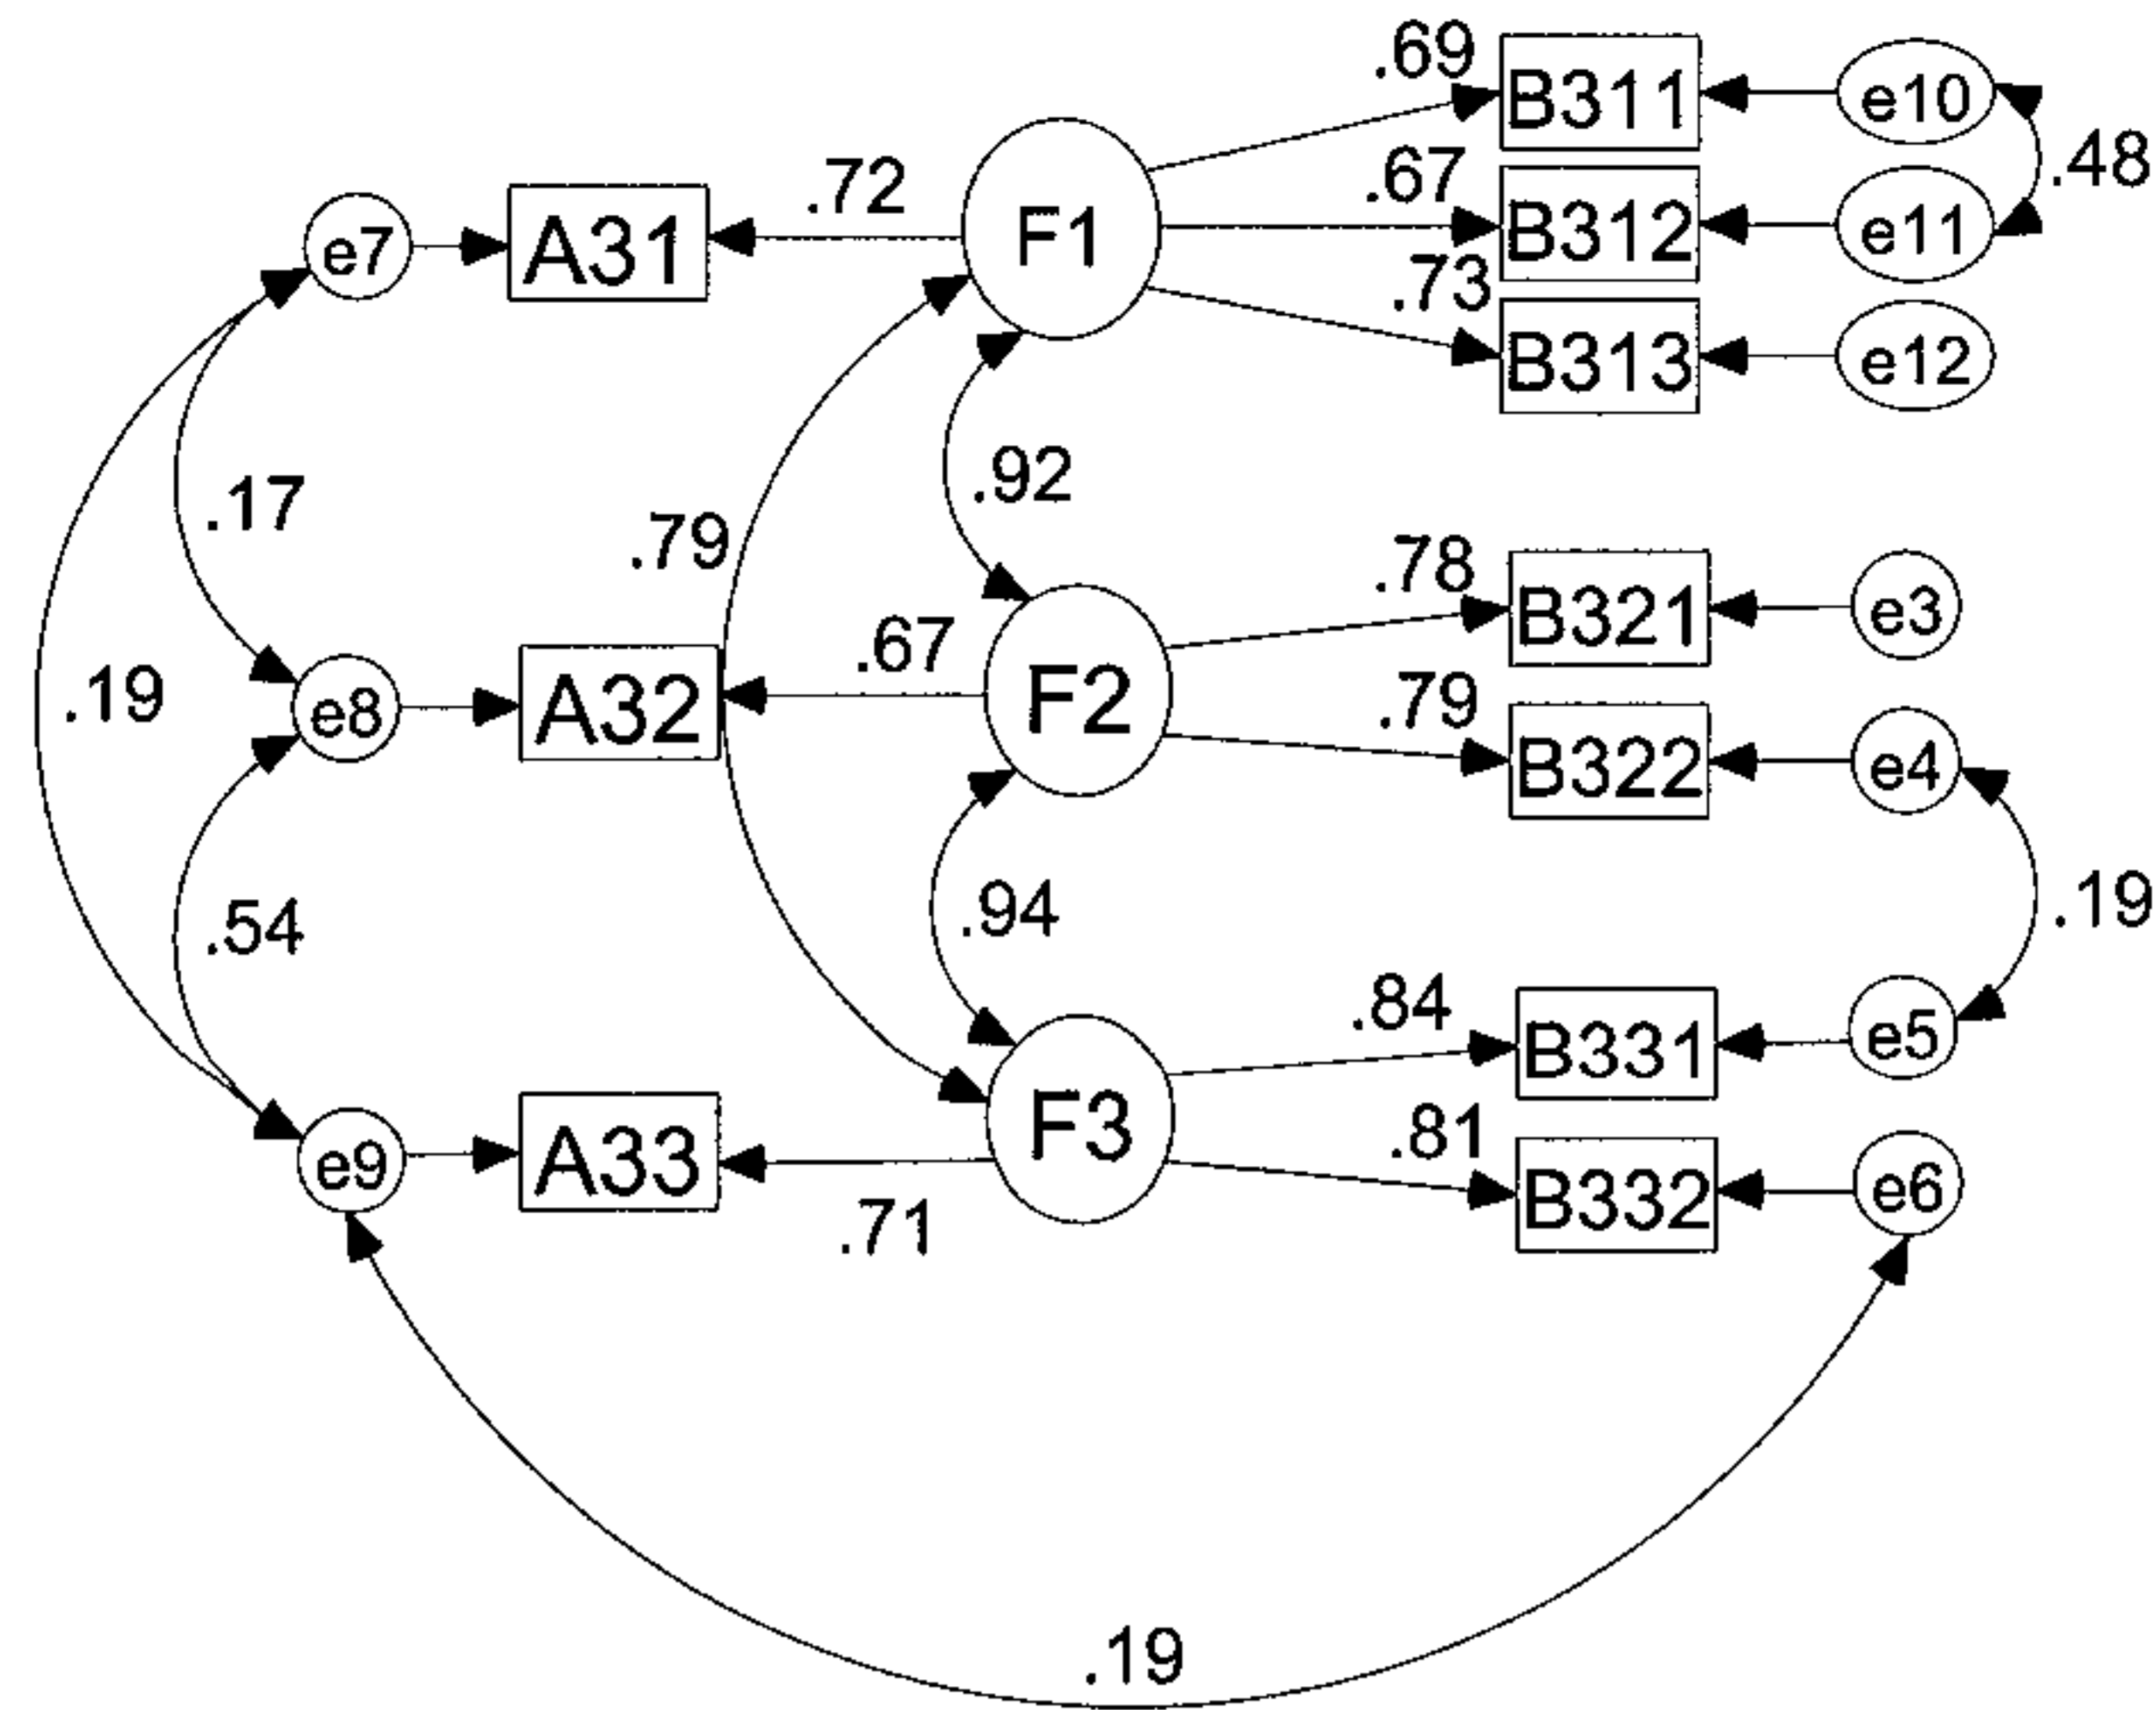 .69
B311
e10
.48
.72
.67
e7
A31
F1
B312
e11
.73
B313
e12
.17
.79
.92
.78
B321
e3
.19
.67
.79
e8
A32
F2
B322
e4
.54
.94
.19
.84
B331
e5
.81
e9
A33
F3
B332
e6
.71
.19